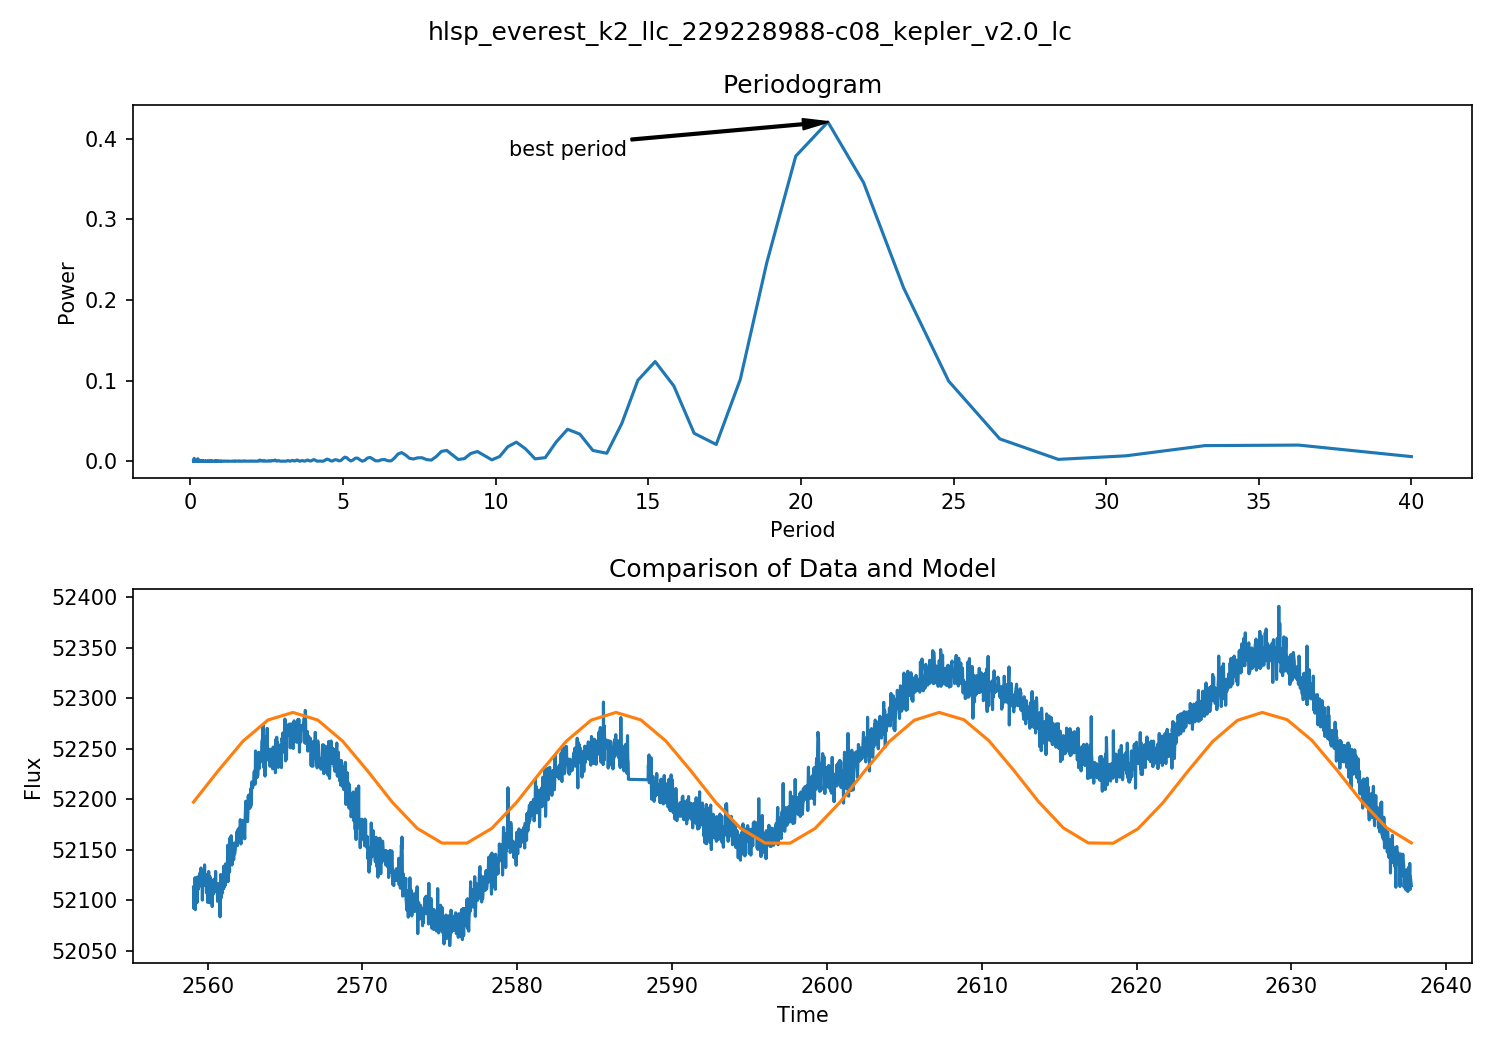 hlsp_everest_k2_llc_229228988-c08_kepler_v2.0_lc
Periodogram
0.4
0.3
0.2
0.1
0.0
Power
best period
0 5 10 15 20 25 30 35 40
Period
Comparison of Data and Model
52400
52350
52300
52250
52200
52150
52100
52050
Flux
2560 2570 2580 2590 2600 2610 2620 2630 2640
Time